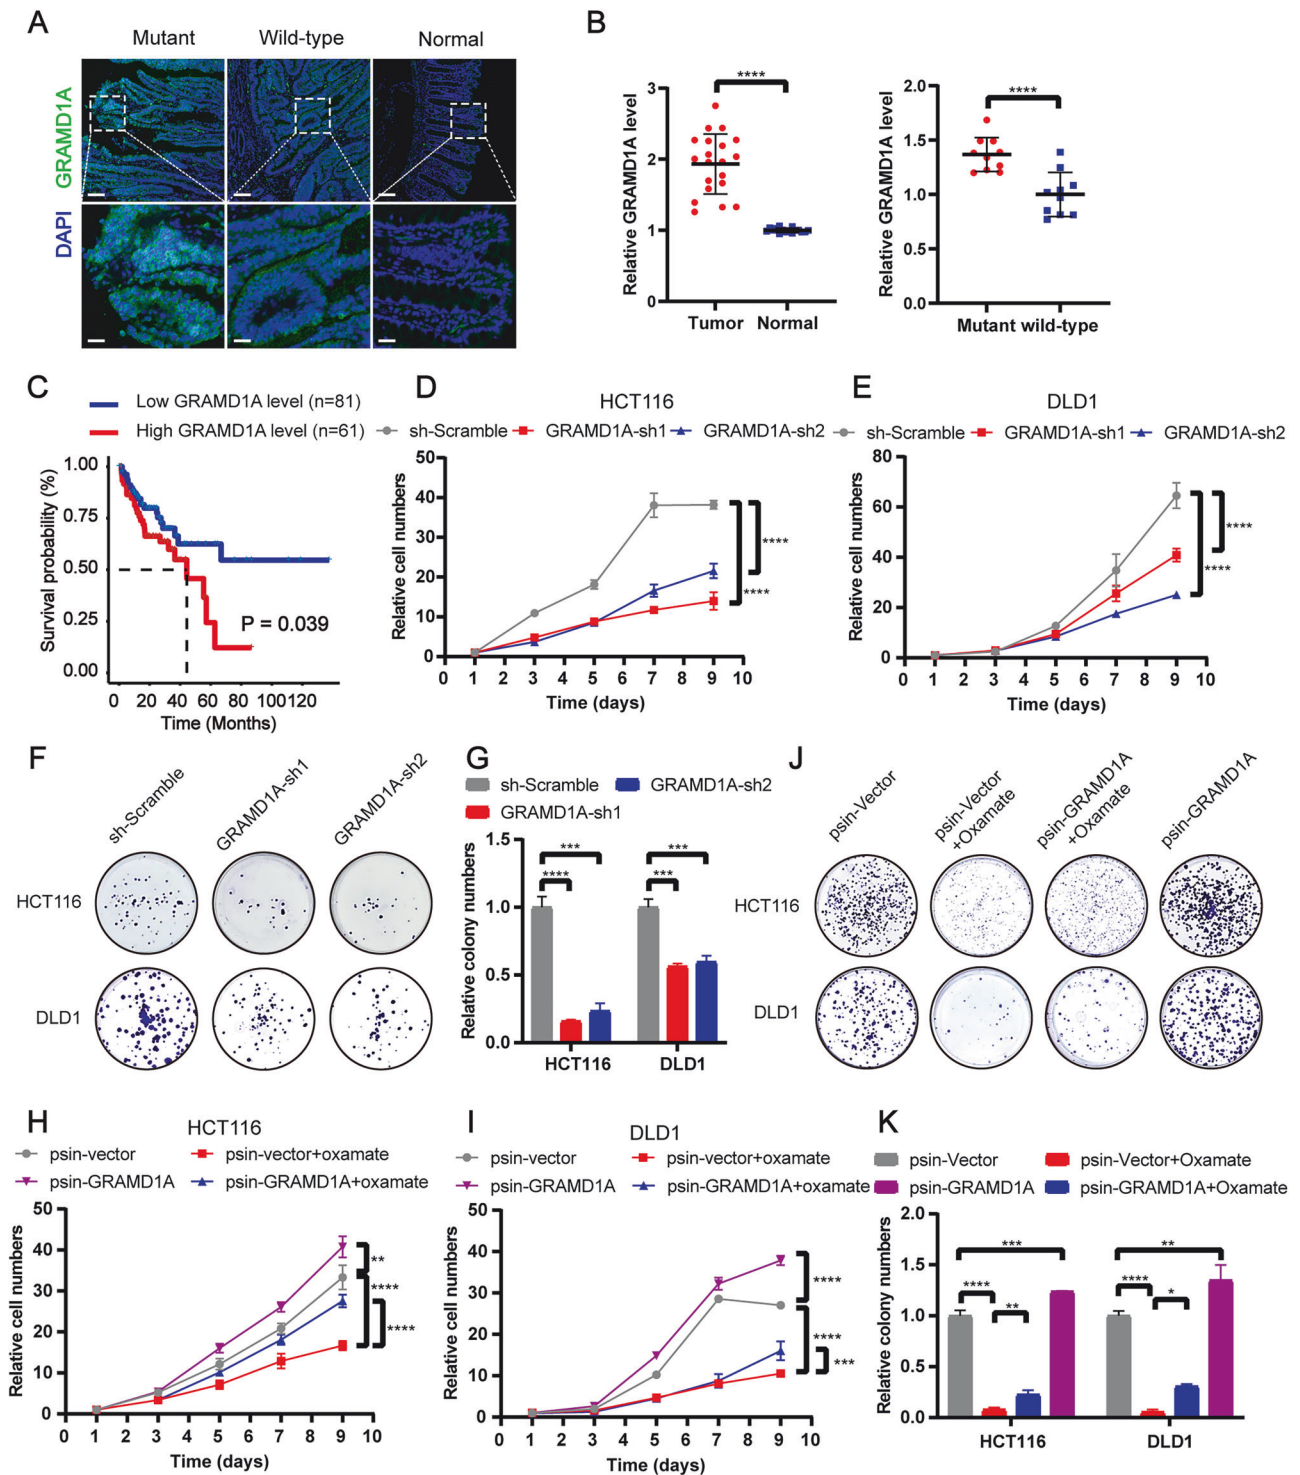 A
Mutant
Wild-type
Normal
GRAMD1A
DAPI
B
Relative GRAMD1A level
3
2
1
0
****
Tumor
Normal
Relative GRAMD1A level
2.0
1.5
1.0
0.5
0.0
****
Mutant wild-type
C
Low GRAMD1A level (n=81)
High GRAMD1A level (n=61)
Survival probability (%)
1.00
0.75
0.50
0.25
0.00
P = 0.039
0 20 40 60 80 100120
Time (Months)
D
HCT116
sh-Scramble GRAMD1A-sh1 GRAMD1A-sh2
Relative cell numbers
50
40
30
20
10
0
****
****
0 1 2 3 4 5 6 7 8 9 10
Time (days)
E
DLD1
sh-Scramble GRAMD1A-sh1 GRAMD1A-sh2
Relative cell numbers
80
60
40
20
0
****
****
0 1 2 3 4 5 6 7 8 9 10
Time (days)
F
sh-Scramble
GRAMD1A-sh1
GRAMD1A-sh2
HCT116
DLD1
G
sh-Scramble GRAMD1A-sh2
GRAMD1A-sh1
Relative colony numbers
1.5
1.0
0.5
0.0
***
****
***
***
HCT116 DLD1
J
psin-Vector
psin-Vector
+Oxamate
psin-GRAMD1A
+Oxamate
psin-GRAMD1A
HCT116
DLD1
H
HCT116
psin-vector psin-vector+oxamate
psin-GRAMD1A psin-GRAMD1A+oxamate
Relative cell numbers
50
40
30
20
10
0
**
****
****
0 1 2 3 4 5 6 7 8 9 10
Time (days)
I
DLD1
psin-vector psin-vector+oxamate
psin-GRAMD1A psin-GRAMD1A+oxamate
Relative cell numbers
50
40
30
20
10
0
****
****
***
0 1 2 3 4 5 6 7 8 9 10
Time (days)
K
psin-Vector psin-Vector+Oxamate
psin-GRAMD1A psin-GRAMD1A+Oxamate
Relative colony numbers
2.0
1.5
1.0
0.5
0.0
***
****
**
**
****
*
HCT116 DLD1